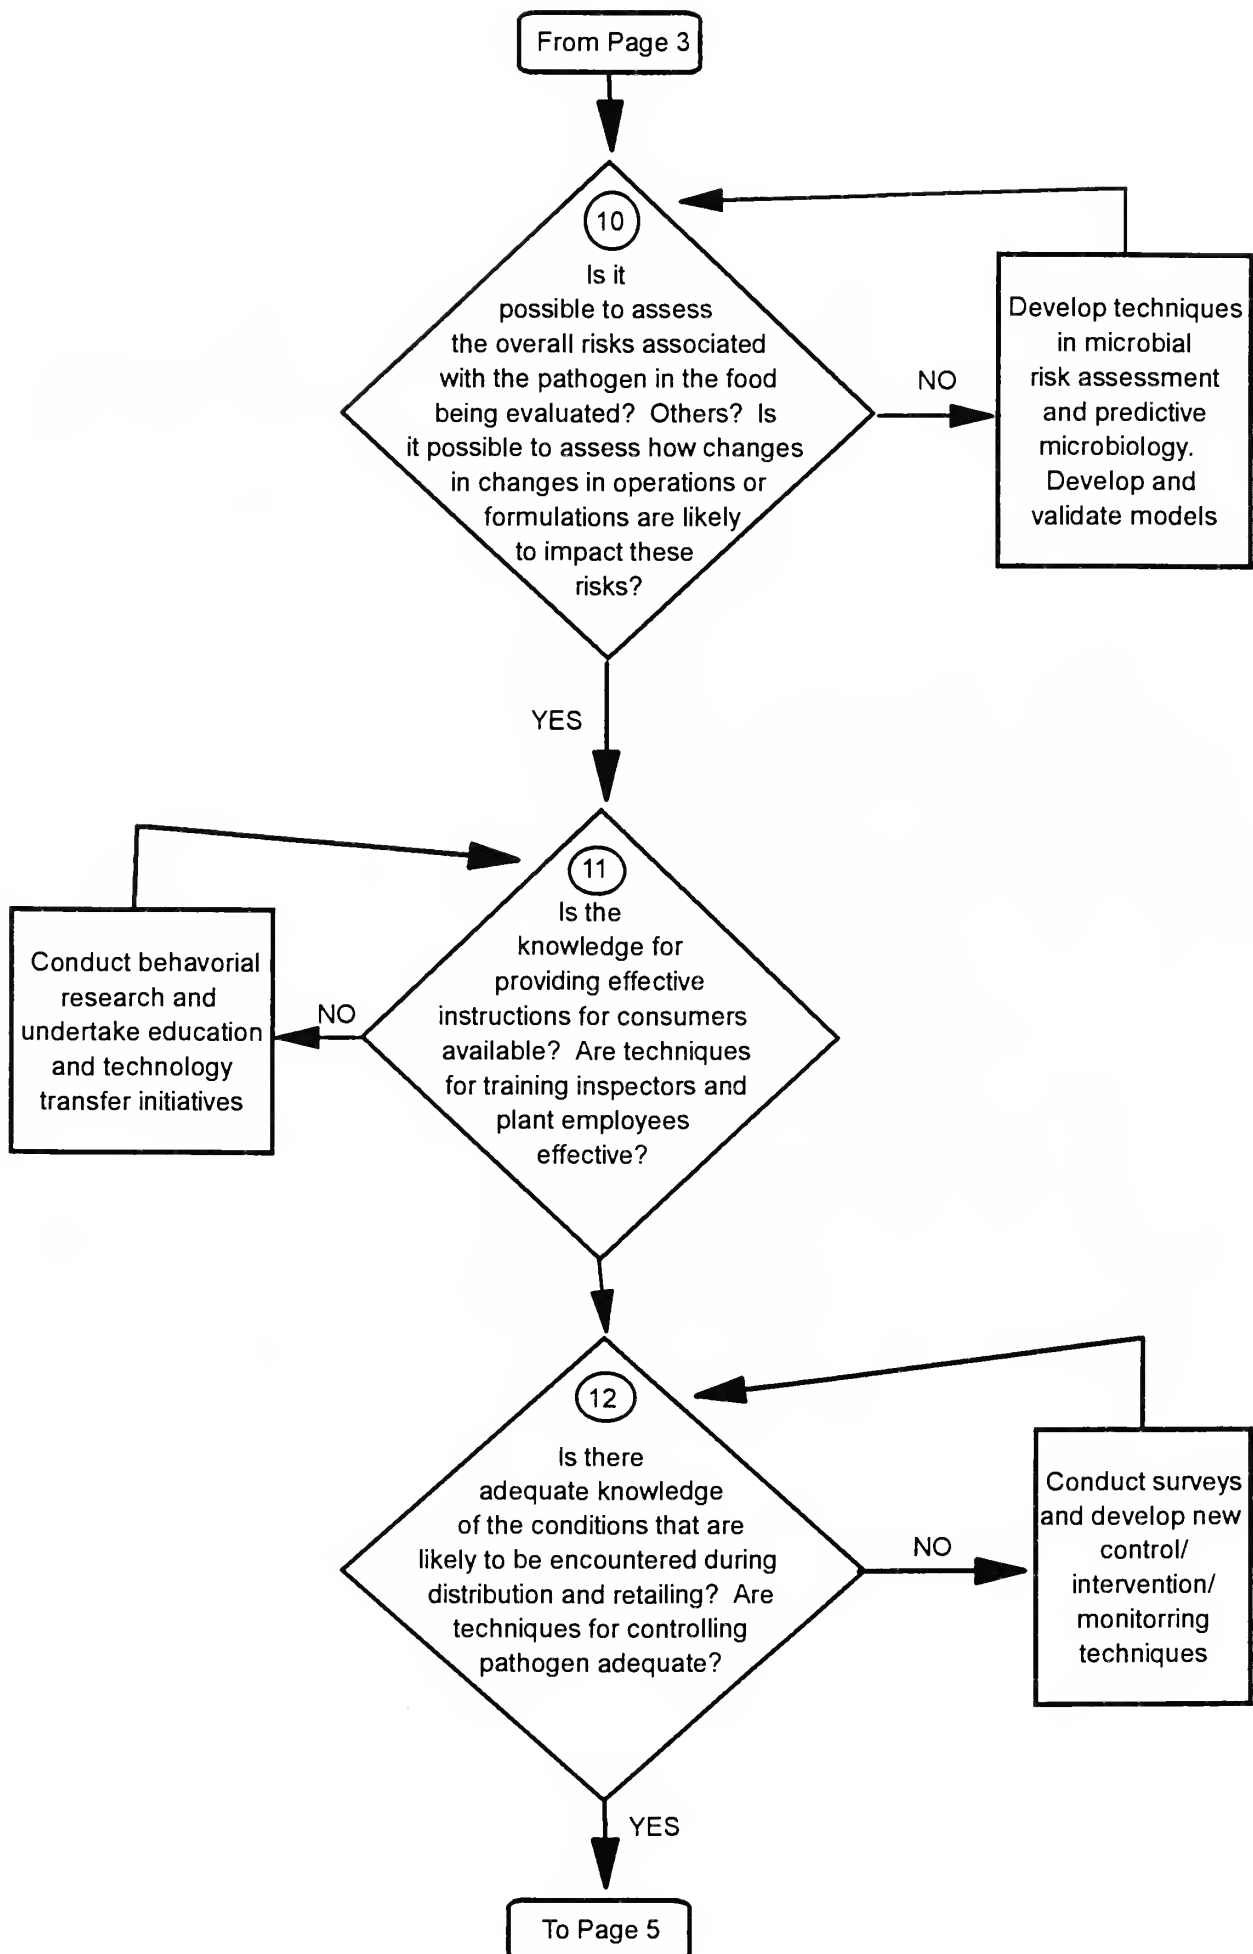 From Page 3
10
Is it
possible to assess
the overall risks associated
with the pathogen in the food
being evaluated? Others? Is
it possible to assess how changes
in changes in operations or
formulations are likely
to impact these
risks?
NO
Develop techniques
in microbial
risk assessment
and predictive
microbiology.
Develop and
validate models
YES
11
Is the
knowledge for
providing effective
instructions for consumers
available? Are techniques
for training inspectors and
plant employees
effective?
NO
Conduct behavorial
research and
undertake education
and technology
transfer initiatives
12
Is there
adequate knowledge
of the conditions that are
likely to be encountered during
distribution and retailing? Are
techniques for controlling
pathogen adequate?
NO
Conduct surveys
and develop new
control/
intervention/
monitorring
techniques
YES
To Page 5